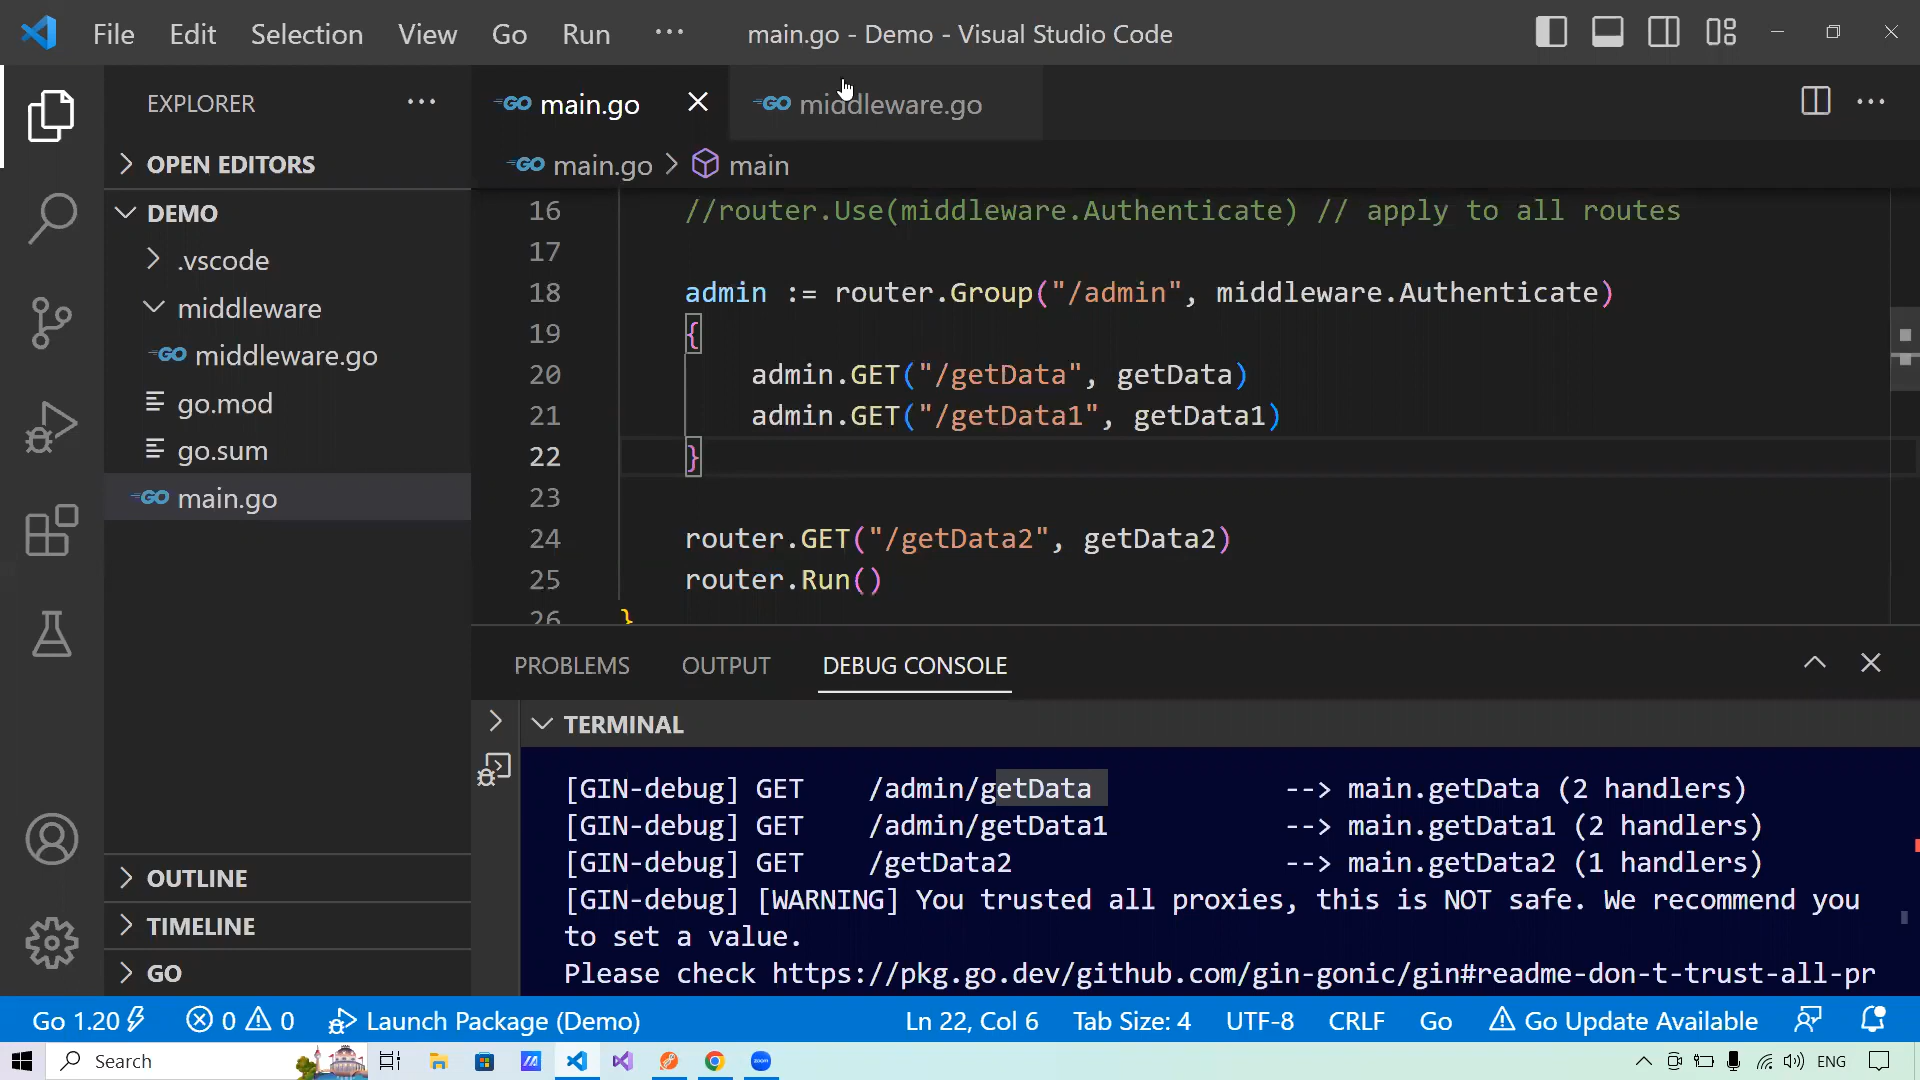 File Edit Selection View Go Run ··· main.go - Demo - Visual Studio Code
EXPLORER ···
OPEN EDITORS
DEMO
.vscode
middleware
GO middleware.go
go.mod
go.sum
GO main.go
OUTLINE
TIMELINE
GO
GO main.go GO middleware.go
GO main.go > main
16 //router.Use(middleware.Authenticate) // apply to all routes
17
18 admin := router.Group("/admin", middleware.Authenticate)
19 {
20 admin.GET("/getData", getData)
21 admin.GET("/getData1", getData1)
22 }
23
24 router.GET("/getData2", getData2)
25 router.Run()
26 }
PROBLEMS OUTPUT DEBUG CONSOLE
TERMINAL
[GIN-debug] GET /admin/getData --> main.getData (2 handlers)
[GIN-debug] GET /admin/getData1 --> main.getData1 (2 handlers)
[GIN-debug] GET /getData2 --> main.getData2 (1 handlers)
[GIN-debug] [WARNING] You trusted all proxies, this is NOT safe. We recommend you
to set a value.
Please check https://pkg.go.dev/github.com/gin-gonic/gin#readme-don-t-trust-all-pr
Go 1.20 0 0 Launch Package (Demo) Ln 22, Col 6 Tab Size: 4 UTF-8 CRLF Go Go Update Available
Search zoom ENG